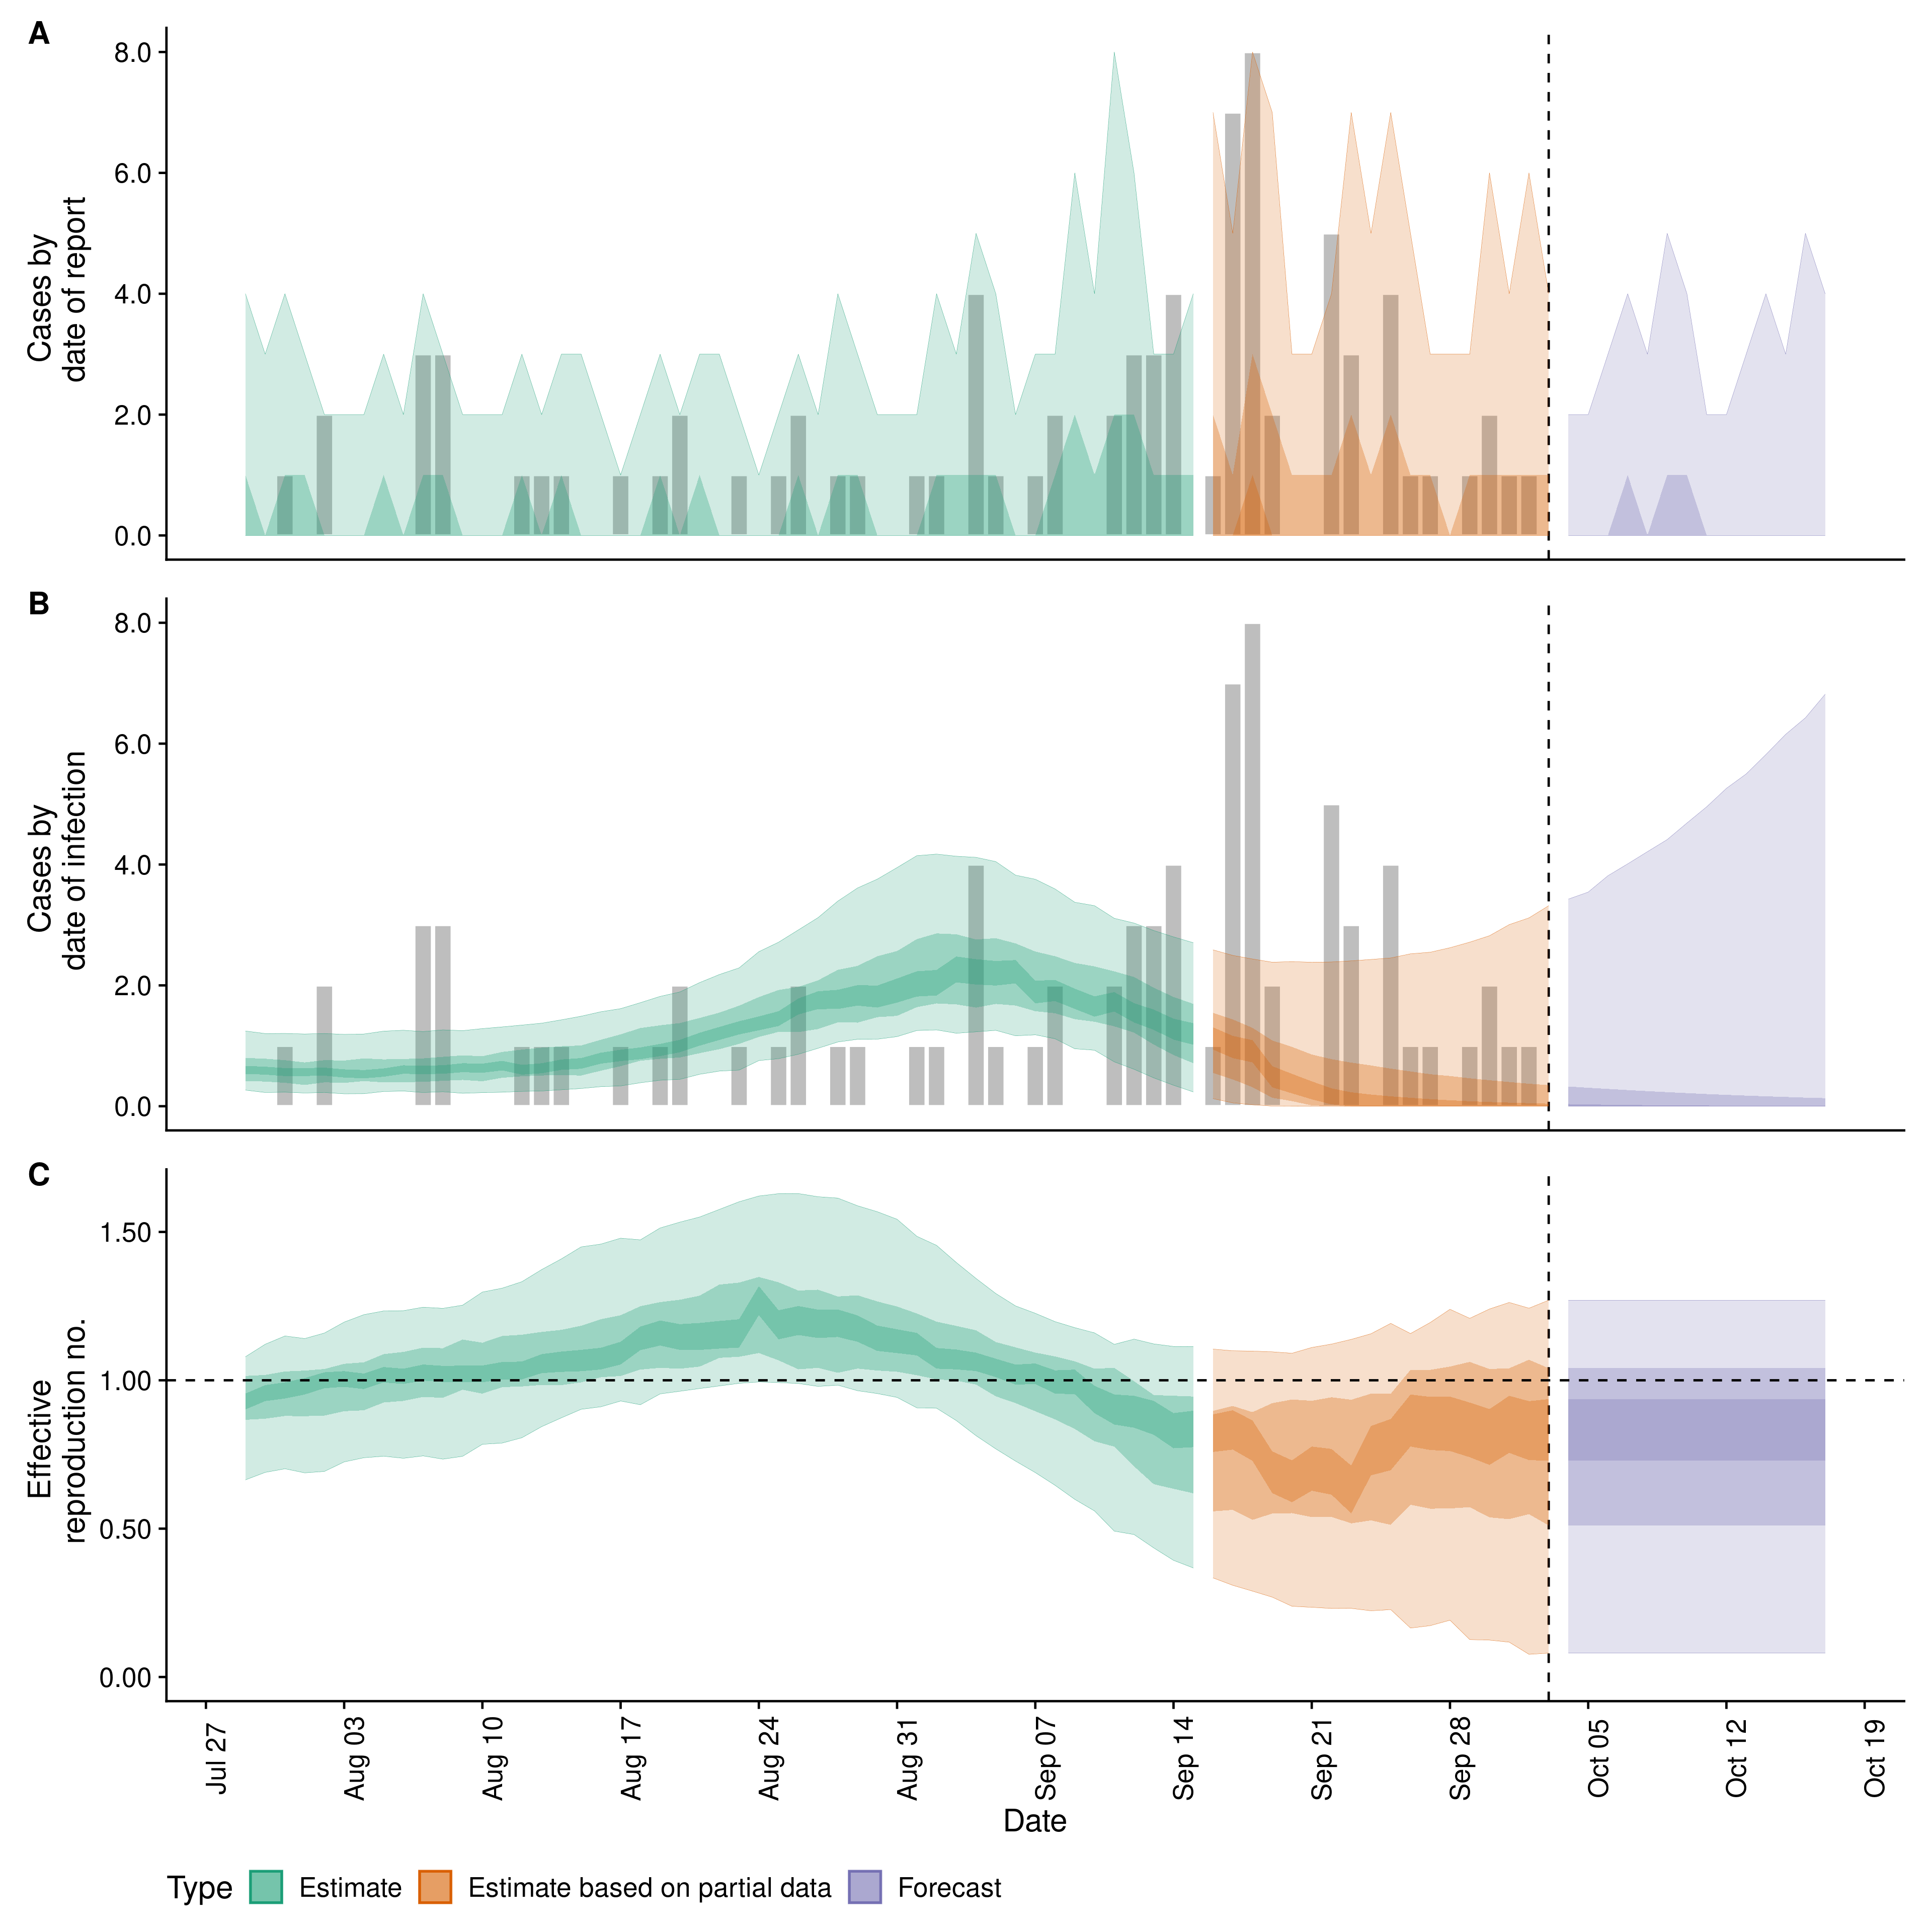 A
8.0
6.0
4.0
2.0
0.0
Cases by
date of report
B
8.0
6.0
4.0
2.0
0.0
Cases by
date of infection
C
1.50
1.00
0.50
0.00
Effective
reproduction no.
Jul 27
Aug 03
Aug 10
Aug 17
Aug 24
Aug 31
Sep 07
Sep 14
Sep 21
Sep 28
Oct 05
Oct 12
Oct 19
Date
Type Estimate Estimate based on partial data Forecast